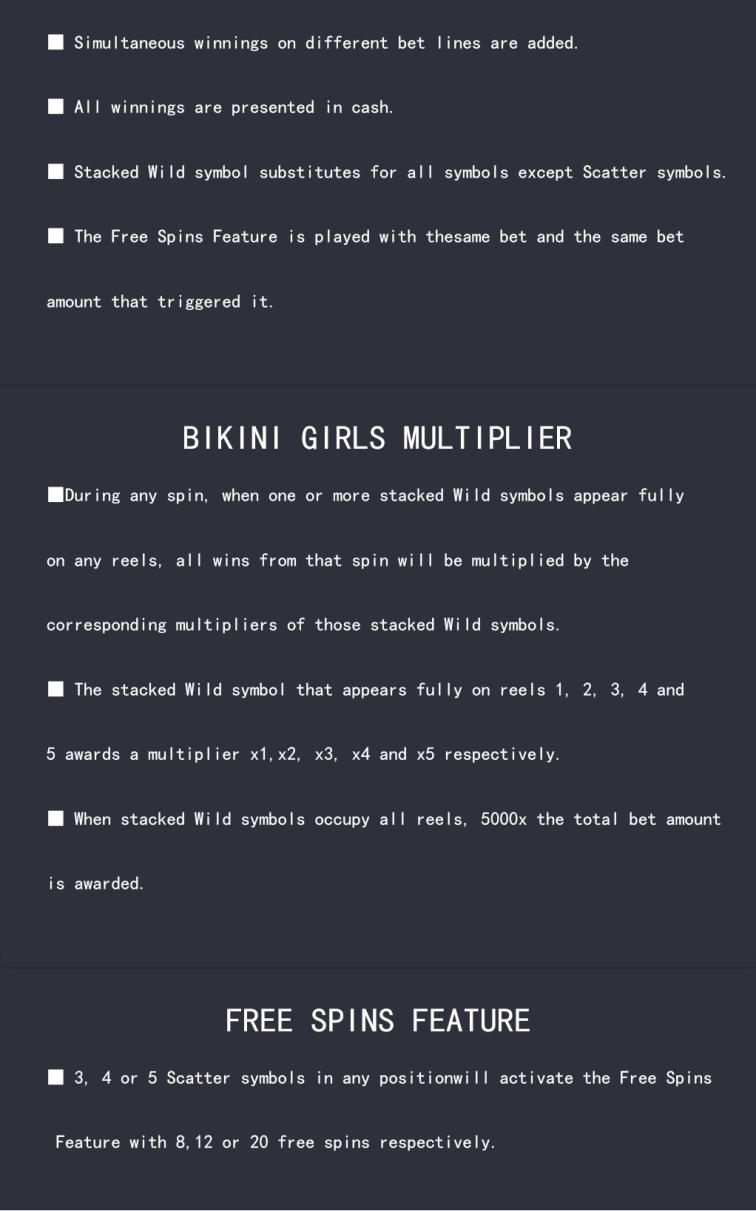 ■ Simultaneous winnings on different bet lines are added.
■ All winnings are presented in cash.
■ Stacked Wild symbol substitutes for all symbols except Scatter symbols.
■ The Free Spins Feature is played with thesame bet and the same bet
amount that triggered it.
BIKINI GIRLS MULTIPLIER
■During any spin, when one or more stacked Wild symbols appear fully
on any reels, all wins from that spin will be multiplied by the
corresponding multipliers of those stacked Wild symbols.
■ The stacked Wild symbol that appears fully on reels 1, 2, 3, 4 and
5 awards a multiplier x1,x2, x3, x4 and x5 respectively.
■ When stacked Wild symbols occupy all reels, 5000x the total bet amount
is awarded.
FREE SPINS FEATURE
■ 3, 4 or 5 Scatter symbols in any positionwill activate the Free Spins
Feature with 8,12 or 20 free spins respectively.